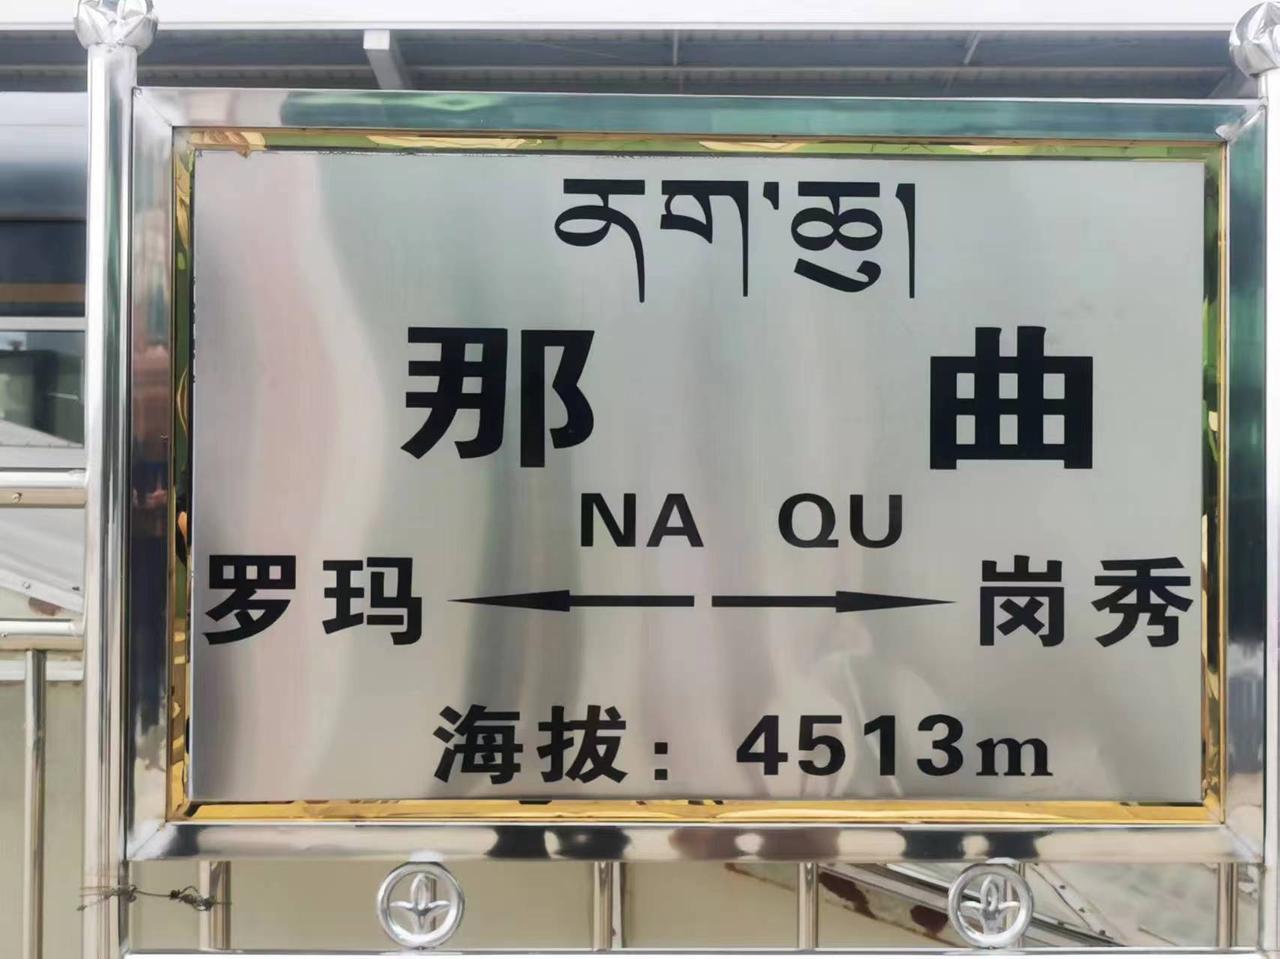 ནག་ཆུ།
那 曲
NA QU
罗玛 岗秀
海拔：4513m